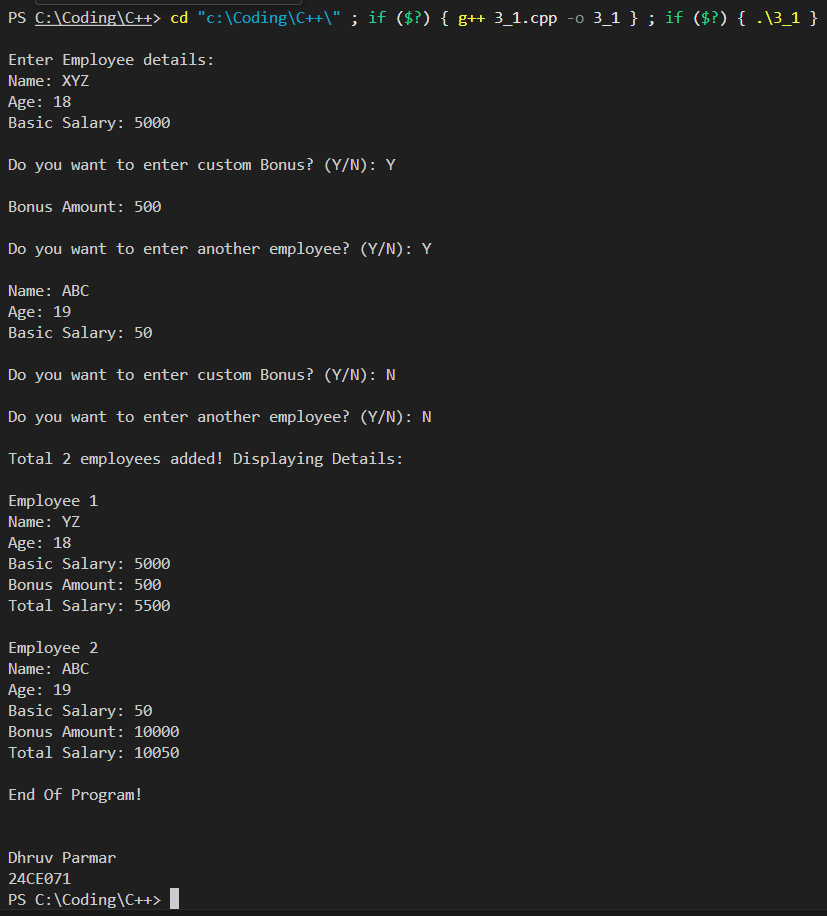 PS C:\Coding\C++> cd "c:\Coding\C++\" ; if ($?) { g++ 3_1.cpp -o 3_1 } ; if ($?) { .\3_1 }
Enter Employee details:
Name: XYZ
Age: 18
Basic Salary: 5000
Do you want to enter custom Bonus? (Y/N): Y
Bonus Amount: 500
Do you want to enter another employee? (Y/N): Y
Name: ABC
Age: 19
Basic Salary: 50
Do you want to enter custom Bonus? (Y/N): N
Do you want to enter another employee? (Y/N): N
Total 2 employees added! Displaying Details:
Employee 1
Name: YZ
Age: 18
Basic Salary: 5000
Bonus Amount: 500
Total Salary: 5500
Employee 2
Name: ABC
Age: 19
Basic Salary: 50
Bonus Amount: 10000
Total Salary: 10050
End Of Program!
Dhruv Parmar
24CE071
PS C:\Coding\C++>